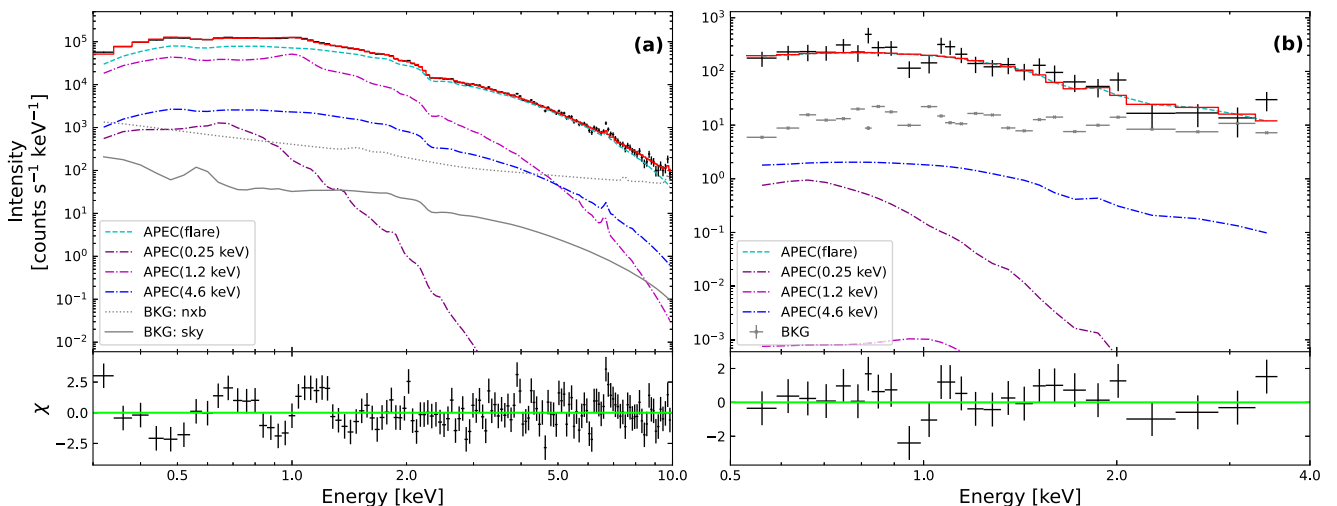 Intensity
[counts s⁻¹ keV⁻¹]
10⁵
10⁴
10³
10²
10¹
10⁰
10⁻¹
10⁻²
(a)
APEC(flare)
APEC(0.25 keV)
APEC(1.2 keV)
APEC(4.6 keV)
BKG: nxb
BKG: sky
χ
2.5
0.0
−2.5
0.5 1.0 2.0 5.0 10.0
Energy [keV]
10³
10²
10¹
10⁰
10⁻¹
10⁻²
10⁻³
(b)
APEC(flare)
APEC(0.25 keV)
APEC(1.2 keV)
APEC(4.6 keV)
BKG
2
0
−2
0.5 1.0 2.0 4.0
Energy [keV]